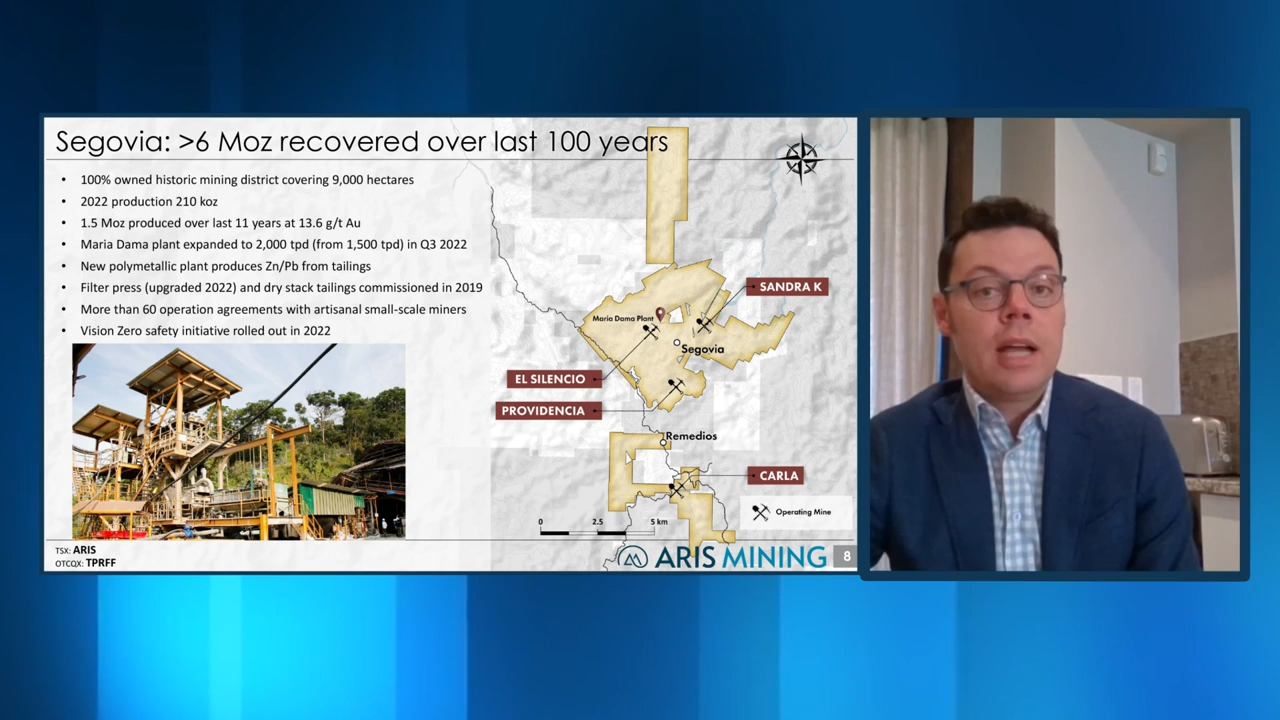 Segovia: >6 Moz recovered over last 100 years
• 100% owned historic mining district covering 9,000 hectares
• 2022 production 210 koz
• 1.5 Moz produced over last 11 years at 13.6 g/t Au
• Maria Dama plant expanded to 2,000 tpd (from 1,500 tpd) in Q3 2022
• New polymetallic plant produces Zn/Pb from tailings
• Filter press (upgraded 2022) and dry stack tailings commissioned in 2019
• More than 60 operation agreements with artisanal small-scale miners
• Vision Zero safety initiative rolled out in 2022
SANDRA K
Maria Dama Plant
Segovia
EL SILENCIO
PROVIDENCIA
Remedios
CARLA
Operating Mine
0 2.5 5 km
TSX: ARIS
OTCQX: TPRFF
ARIS MINING
8